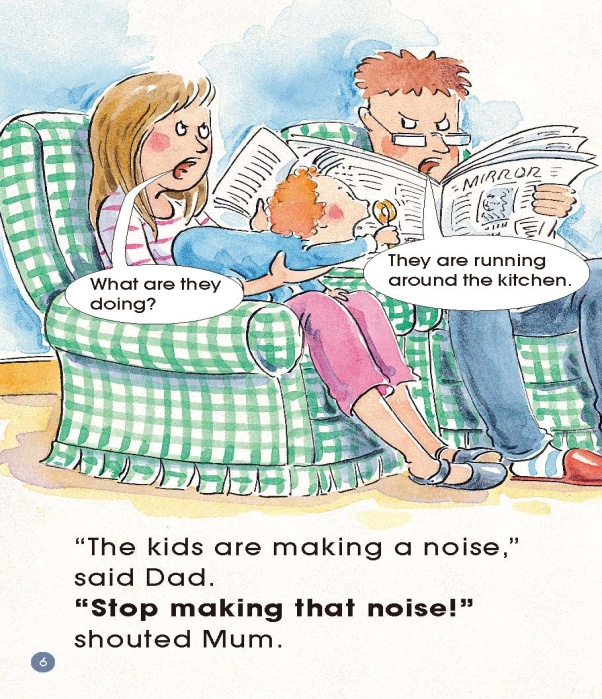 MIRROR
What are they
doing?
They are running
around the kitchen.
“The kids are making a noise,”
said Dad.
“Stop making that noise!”
shouted Mum.
6